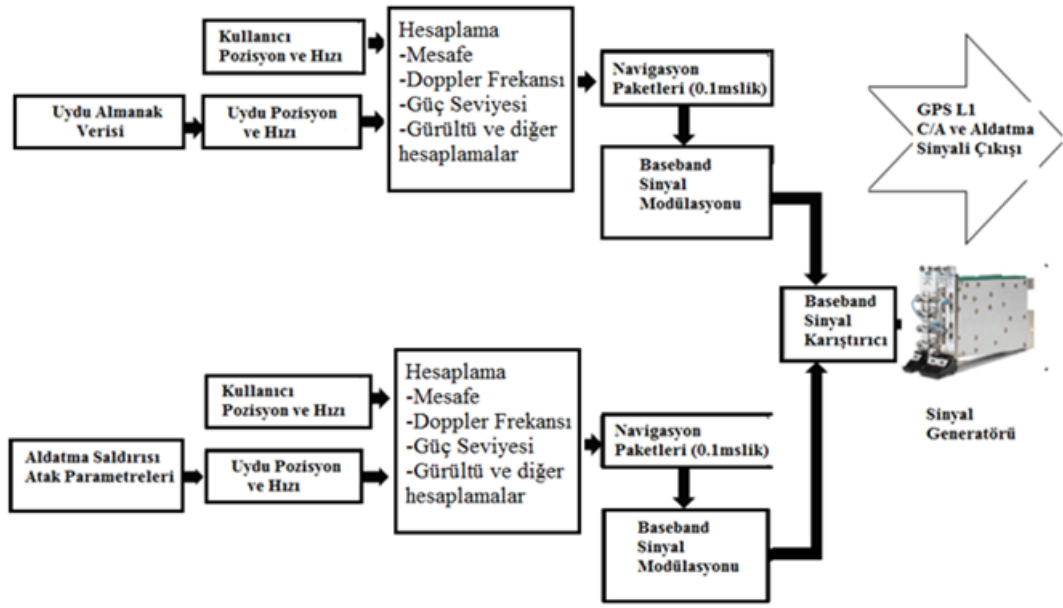 Kullanıcı
Pozisyon ve Hızı
Uydu Almanak
Verisi
Uydu Pozisyon
ve Hızı
Hesaplama
-Mesafe
-Doppler Frekansı
-Güç Seviyesi
-Gürültü ve diğer
hesaplamalar
Navigasyon
Paketleri (0.1mslik)
Baseband
Sinyal
Modülasyonu
GPS L1
C/A ve Aldatma
Sinyali Çıkışı
Baseband
Sinyal
Karıştırıcı
Sinyal
Generatörü
Kullanıcı
Pozisyon ve Hızı
Aldatma Saldırısı
Atak Parametreleri
Uydu Pozisyon
ve Hızı
Hesaplama
-Mesafe
-Doppler Frekansı
-Güç Seviyesi
-Gürültü ve diğer
hesaplamalar
Navigasyon
Paketleri (0.1mslik)
Baseband
Sinyal
Modülasyonu